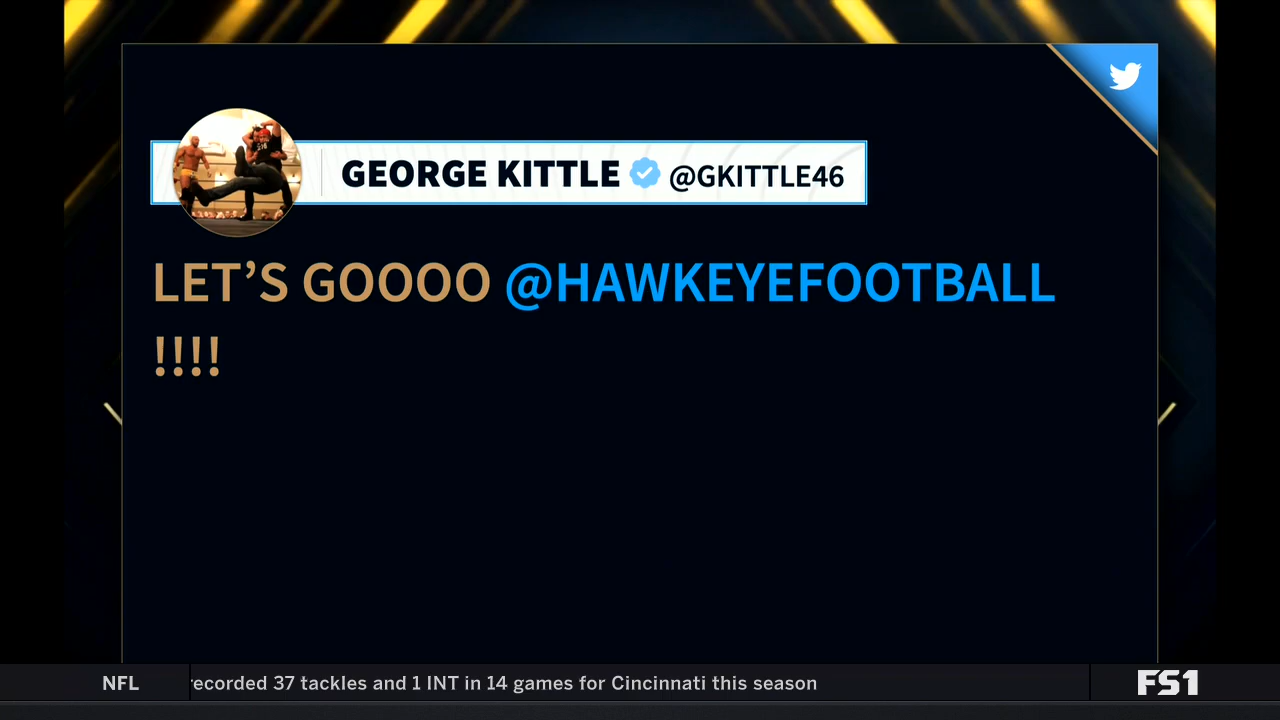 GEORGE KITTLE @GKITTLE46
LET'S GOOOO @HAWKEYEFOOTBALL
!!!!
NFL ecorded 37 tackles and 1 INT in 14 games for Cincinnati this season FS1